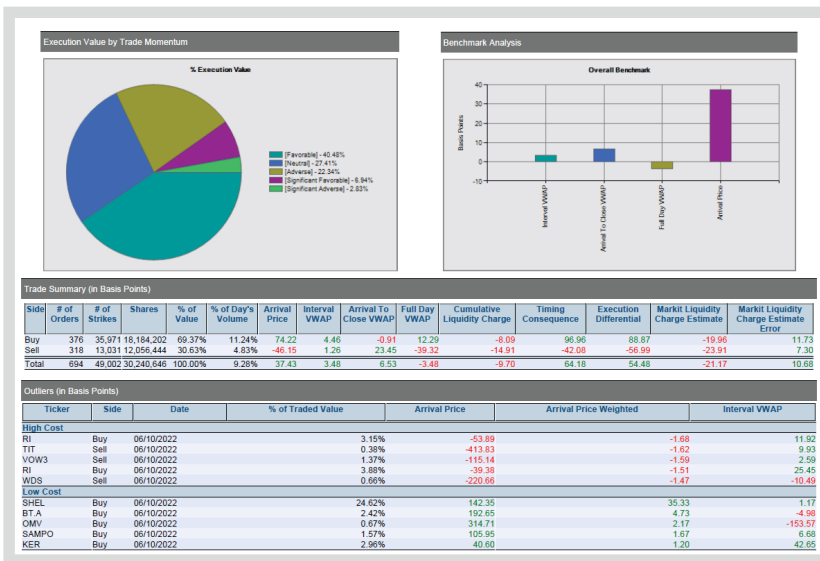 Execution Value by Trade Momentum
% Execution Value
[Favorable] - 40.48%
[Neutral] - 27.41%
[Adverse] - 22.34%
[Significant Favorable] - 6.94%
[Significant Adverse] - 2.83%
Benchmark Analysis
Overall Benchmark
Basis Points
40
30
20
10
0
-10
Interval VWAP
Arrival To Close VWAP
Full Day VWAP
Arrival Price
Trade Summary (in Basis Points)
Side # of Orders # of Strikes Shares % of Value % of Day's Volume Arrival Price Interval VWAP Arrival To Close VWAP Full Day VWAP Cumulative Liquidity Charge Timing Consequence Execution Differential Markit Liquidity Charge Estimate Markit Liquidity Charge Estimate Error
Buy 376 35,971 18,184,202 69.37% 11.24% 74.22 4.46 -0.91 12.29 -8.09 96.96 88.87 -19.96 11.73
Sell 318 13,031 12,056,444 30.63% 4.83% -46.15 1.26 23.45 -39.32 -14.91 -42.08 -56.99 -23.91 7.30
Total 694 49,002 30,240,646 100.00% 9.28% 37.43 3.48 6.53 -3.48 -9.70 64.18 54.48 -21.17 10.68
Outliers (in Basis Points)
Ticker Side Date % of Traded Value Arrival Price Arrival Price Weighted Interval VWAP
High Cost
RI Buy 06/10/2022 3.15% -53.89 -1.68 11.92
TIT Sell 06/10/2022 0.38% -413.83 -1.62 9.93
VOW3 Sell 06/10/2022 1.37% -115.14 -1.59 2.59
RI Buy 06/10/2022 3.88% -39.38 -1.51 25.45
WDS Sell 06/10/2022 0.66% -220.66 -1.47 -10.49
Low Cost
SHEL Buy 06/10/2022 24.62% 142.35 35.33 1.17
BT.A Buy 06/10/2022 2.42% 192.65 4.73 -4.98
OMV Buy 06/10/2022 0.67% 314.71 2.17 -153.57
SAMPO Buy 06/10/2022 1.57% 105.95 1.67 6.68
KER Buy 06/10/2022 2.96% 40.60 1.20 42.65